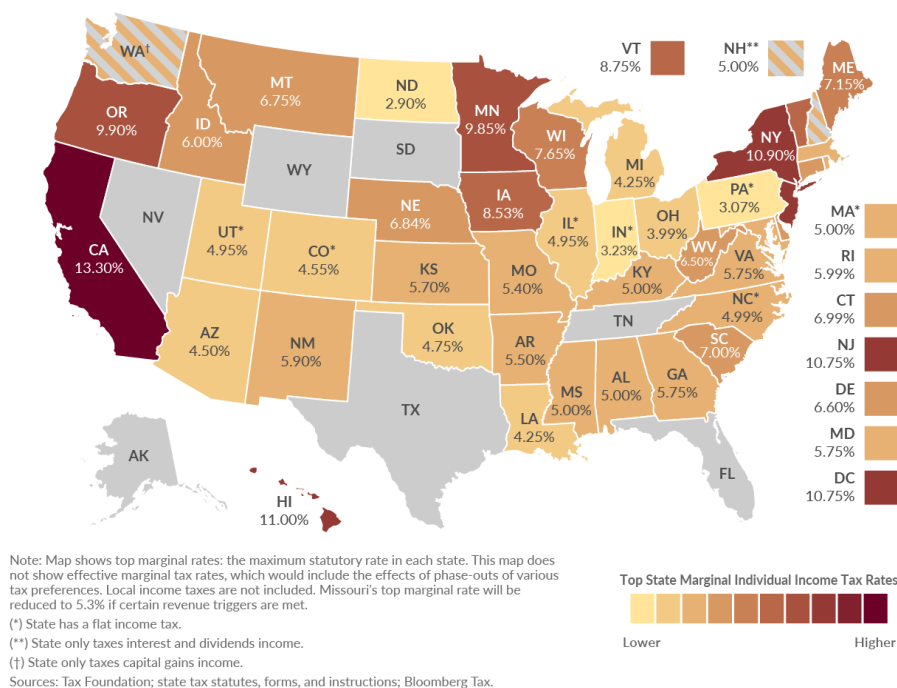 WA†
VT
8.75%
NH**
5.00%
ME
7.15%
MT
6.75%
ND
2.90%
MN
9.85%
OR
9.90%
ID
6.00%
WI
7.65%
NY
10.90%
SD
WY
MI
4.25%
IA
8.53%
PA*
3.07%
NE
6.84%
NV
IL*
4.95%
IN*
3.23%
OH
3.99%
MA*
5.00%
UT*
4.95%
CA
13.30%
CO*
4.55%
WV
6.50%
VA
5.75%
RI
5.99%
KS
5.70%
MO
5.40%
KY
5.00%
NC*
4.99%
CT
6.99%
TN
AZ
4.50%
NM
5.90%
OK
4.75%
AR
5.50%
SC
7.00%
NJ
10.75%
MS
5.00%
AL
5.00%
GA
5.75%
DE
6.60%
TX
LA
4.25%
MD
5.75%
AK
FL
DC
10.75%
HI
11.00%
Note: Map shows top marginal rates: the maximum statutory rate in each state. This map does
not show effective marginal tax rates, which would include the effects of phase-outs of various
tax preferences. Local income taxes are not included. Missouri's top marginal rate will be
reduced to 5.3% if certain revenue triggers are met.
(*) State has a flat income tax.
(**) State only taxes interest and dividends income.
(†) State only taxes capital gains income.
Sources: Tax Foundation; state tax statutes, forms, and instructions; Bloomberg Tax.
Top State Marginal Individual Income Tax Rates
Lower
Higher